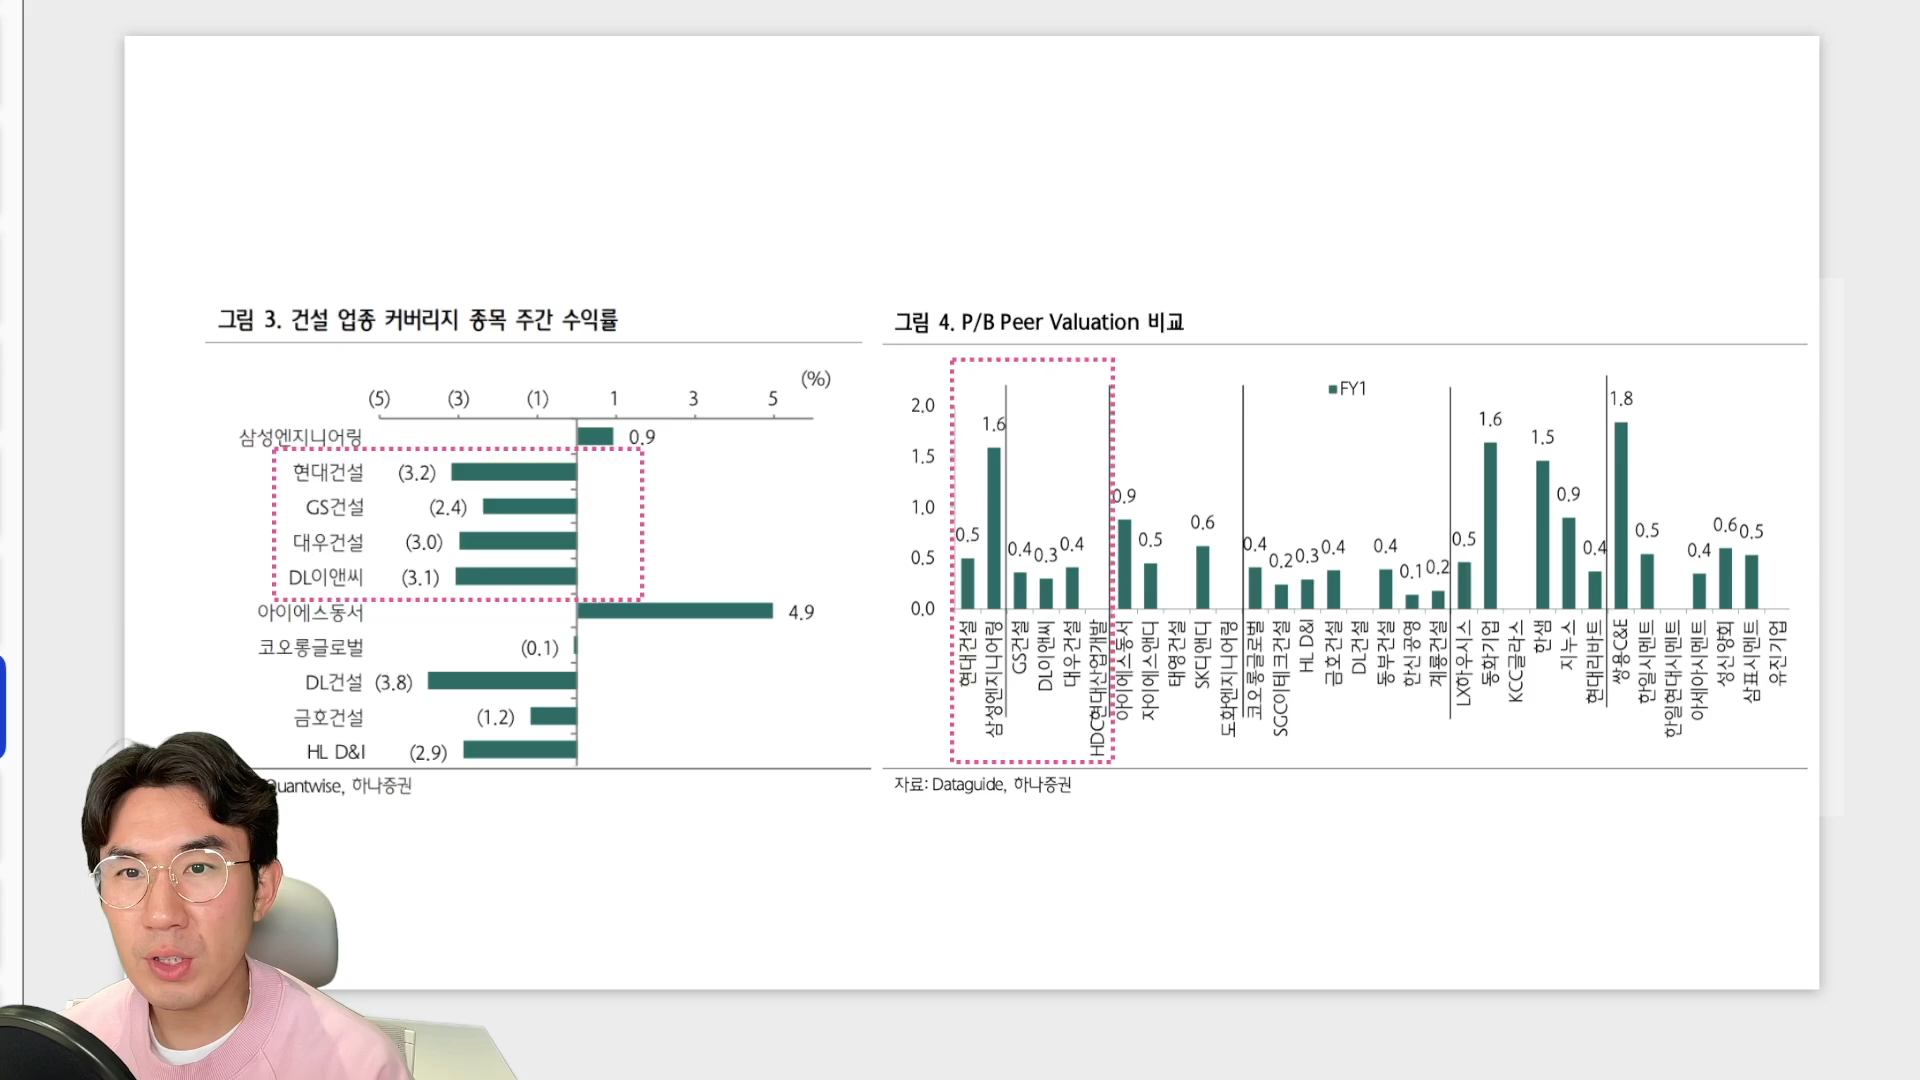 그림 3. 건설 업종 커버리지 종목 주간 수익률
(%)
(5) (3) (1) 1 3 5
삼성엔지니어링 0.9
현대건설 (3.2)
GS건설 (2.4)
대우건설 (3.0)
DL이앤씨 (3.1)
아이에스동서 4.9
코오롱글로벌 (0.1)
DL건설 (3.8)
금호건설 (1.2)
HL D&I (2.9)
Quantwise, 하나증권
그림 4. P/B Peer Valuation 비교
FY1
2.0
1.5
1.0
0.5
0.0
0.5 1.6 0.4 0.3 0.4 0.9 0.5 0.6 0.4 0.2 0.3 0.4 0.4 0.1 0.2 0.5 1.6 1.5 0.9 0.4 1.8 0.5 0.4 0.6 0.5
현대건설
삼성엔지니어링
GS건설
DL이앤씨
대우건설
HDC현대산업개발
아이에스동서
자이에스앤디
태영건설
SK디앤디
도화엔지니어링
코오롱글로벌
SGC이테크건설
HL D&I
금호건설
DL건설
동부건설
한신공영
계룡건설
LX하우시스
동화기업
KCC글라스
한샘
지누스
현대리바트
쌍용C&E
한일시멘트
한일현대시멘트
아세아시멘트
성신양회
삼표시멘트
유진기업
자료: Dataguide, 하나증권